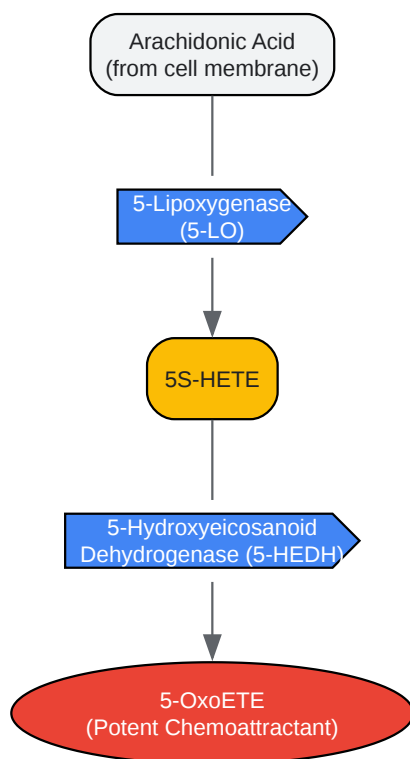 Arachidonic Acid
(from cell membrane)
5-Lipoxygenase
(5-LO)
5S-HETE
5-Hydroxyeicosanoid
Dehydrogenase (5-HEDH)
5-OxoETE
(Potent Chemoattractant)